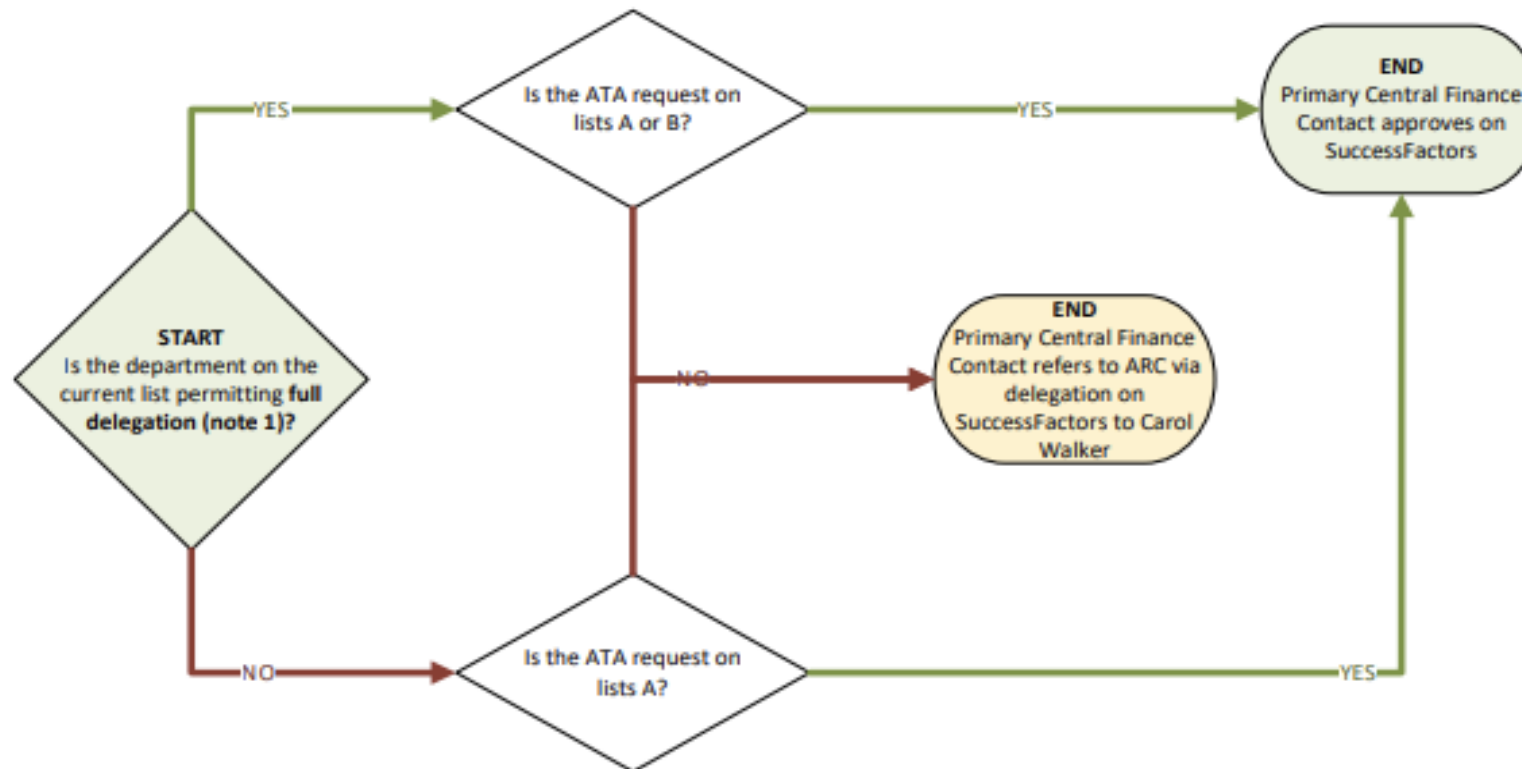 YES
Is the ATA request on
lists A or B?
YES
END
Primary Central Finance
Contact approves on
SuccessFactors
START
Is the department on the
current list permitting full
delegation (note 1)?
NO
END
Primary Central Finance
Contact refers to ARC via
delegation on
SuccessFactors to Carol
Walker
NO
Is the ATA request on
lists A?
YES